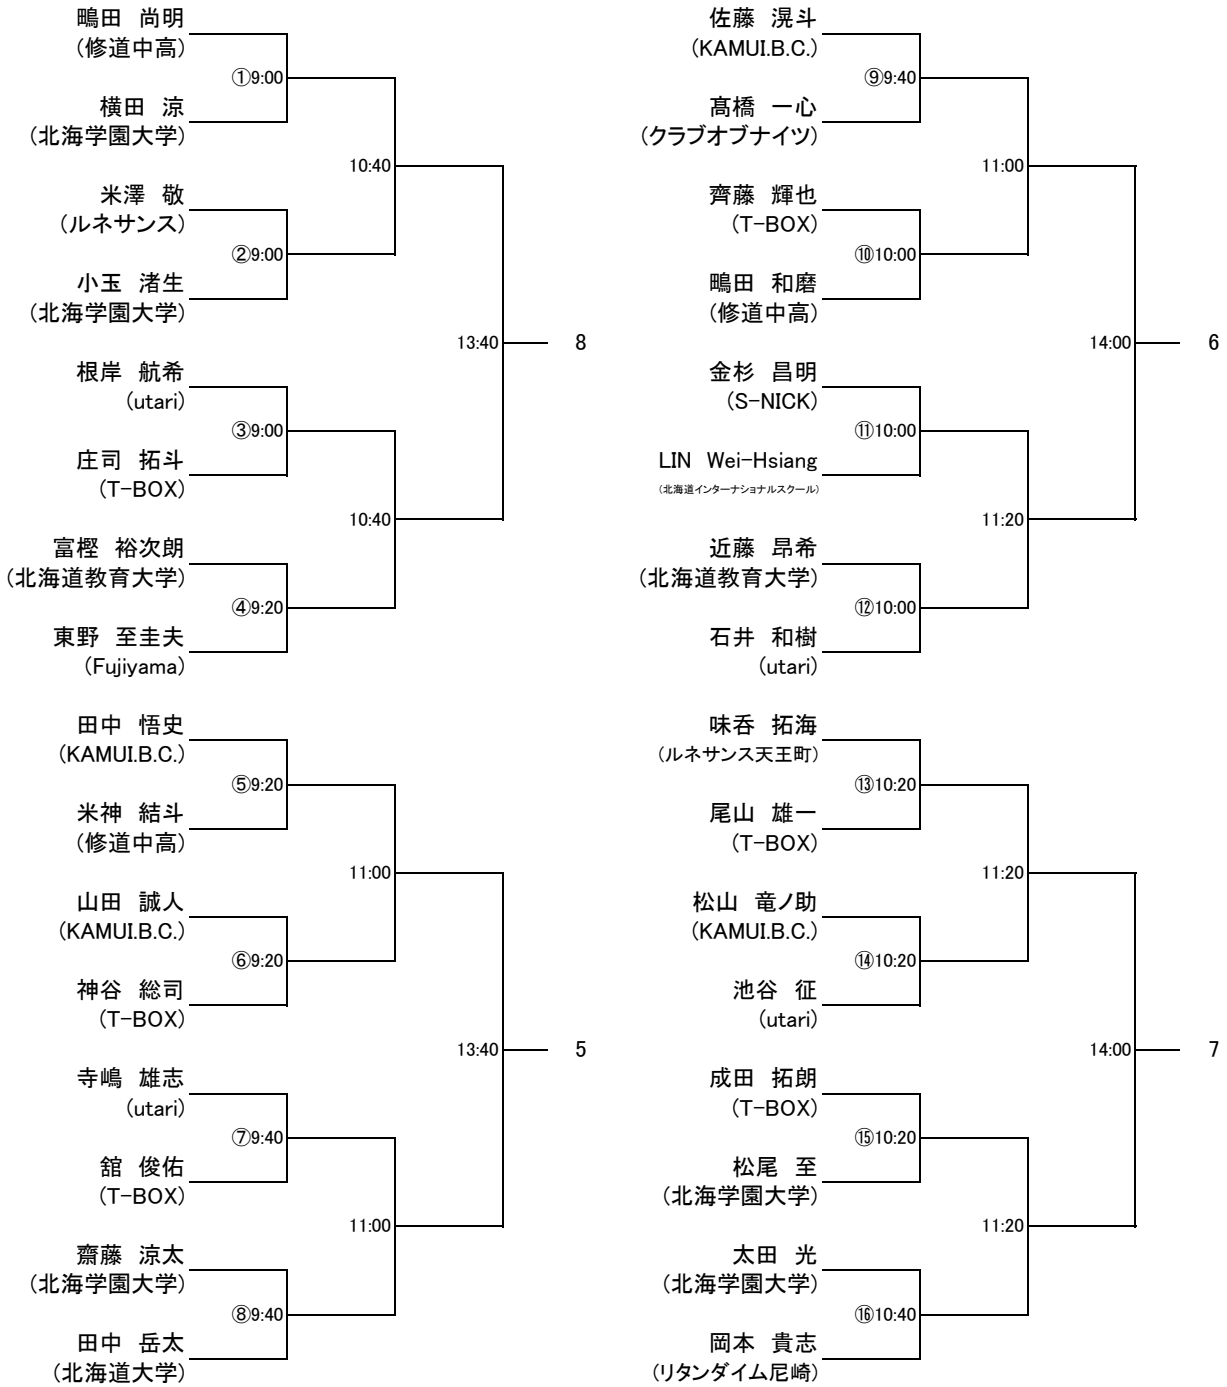 鴫田 尚明
(修道中高)
①9:00
横田 涼
(北海学園大学)
10:40
米澤 敬
(ルネサンス)
②9:00
小玉 渚生
(北海学園大学)
13:40
8
根岸 航希
(utari)
③9:00
庄司 拓斗
(T-BOX)
10:40
富樫 裕次朗
(北海道教育大学)
④9:20
東野 至圭夫
(Fujiyama)
田中 悟史
(KAMUI.B.C.)
⑤9:20
米神 結斗
(修道中高)
11:00
山田 誠人
(KAMUI.B.C.)
⑥9:20
神谷 総司
(T-BOX)
13:40
5
寺嶋 雄志
(utari)
⑦9:40
舘 俊佑
(T-BOX)
11:00
齋藤 涼太
(北海学園大学)
⑧9:40
田中 岳太
(北海道大学)
佐藤 滉斗
(KAMUI.B.C.)
⑨9:40
髙橋 一心
(クラブオブナイツ)
11:00
齊藤 輝也
(T-BOX)
⑩10:00
鴫田 和磨
(修道中高)
14:00
6
金杉 昌明
(S-NICK)
⑪10:00
LIN Wei-Hsiang
(北海道インターナショナルスクール)
11:20
近藤 昂希
(北海道教育大学)
⑫10:00
石井 和樹
(utari)
味呑 拓海
(ルネサンス天王町)
⑬10:20
尾山 雄一
(T-BOX)
11:20
松山 竜ノ助
(KAMUI.B.C.)
⑭10:20
池谷 征
(utari)
14:00
7
成田 拓朗
(T-BOX)
⑮10:20
松尾 至
(北海学園大学)
11:20
太田 光
(北海学園大学)
⑯10:40
岡本 貴志
(リタンダイム尼崎)